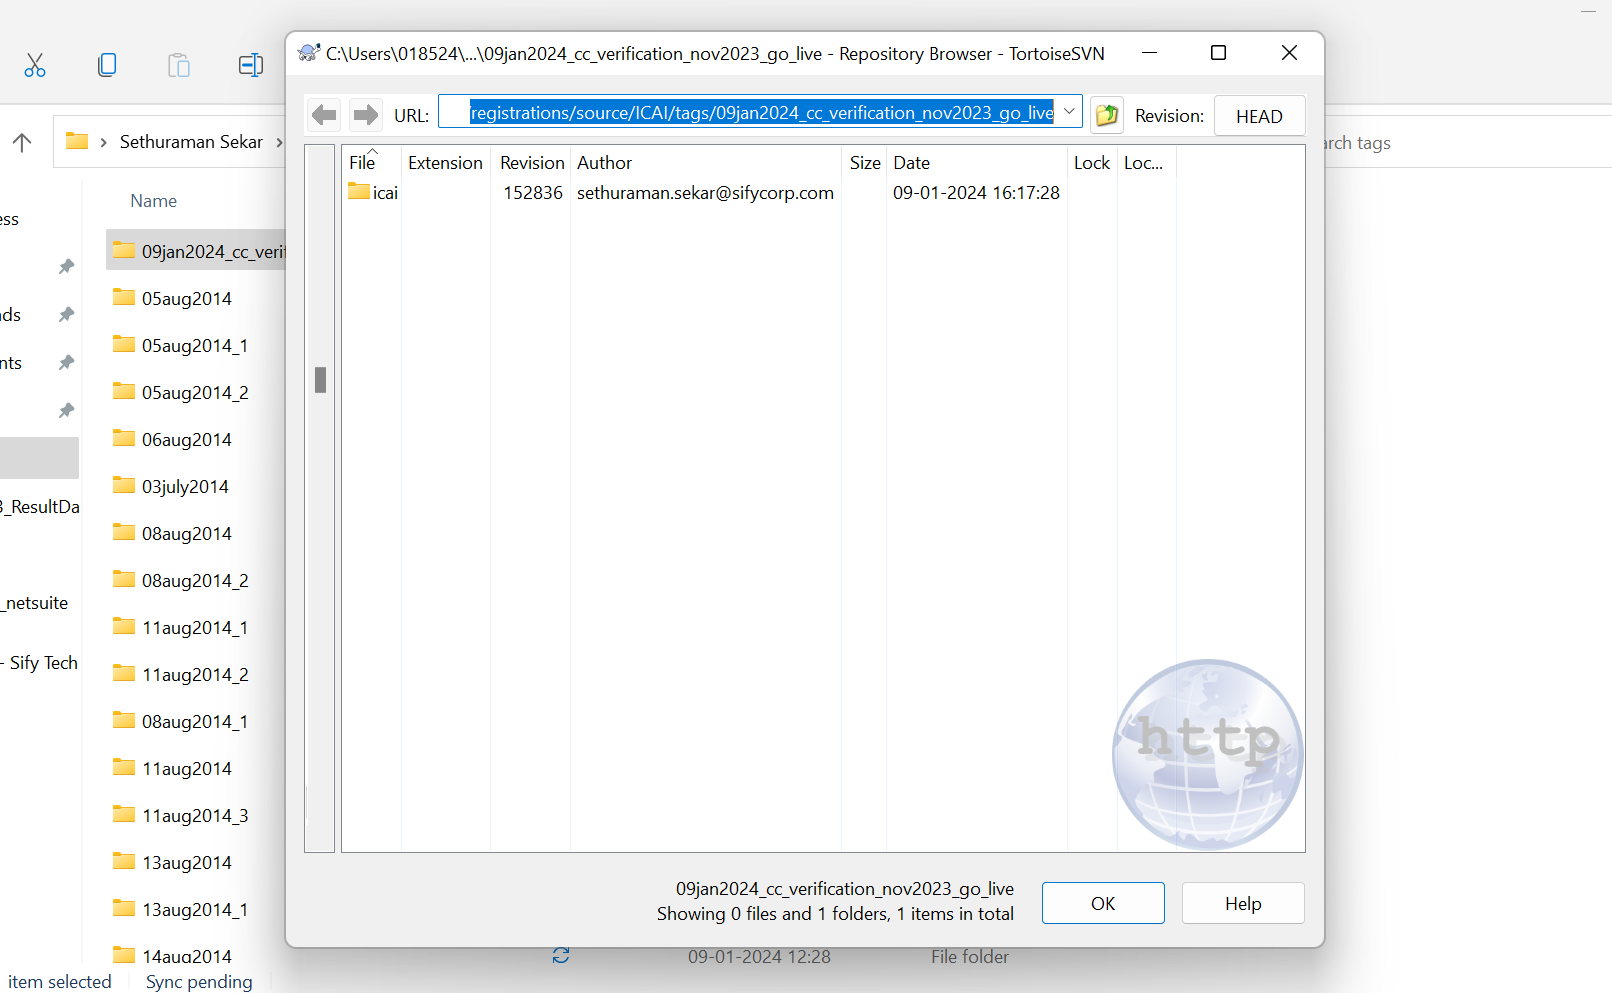 C:\Users\018524\...\09jan2024_cc_verification_nov2023_go_live - Repository Browser - TortoiseSVN
URL:
registrations/source/ICAI/tags/09jan2024_cc_verification_nov2023_go_live
Revision:
HEAD
Sethuraman Sekar
arch tags
File Extension Revision Author Size Date Lock Loc...
icai 152836 sethuraman.sekar@sifycorp.com 09-01-2024 16:17:28
Name
ess
09jan2024_cc_verif
05aug2014
ads
05aug2014_1
nts
05aug2014_2
06aug2014
03july2014
3_ResultDa
08aug2014
08aug2014_2
_netsuite
11aug2014_1
- Sify Tech
11aug2014_2
08aug2014_1
11aug2014
11aug2014_3
13aug2014
13aug2014_1
14aug2014
http
09jan2024_cc_verification_nov2023_go_live
Showing 0 files and 1 folders, 1 items in total
OK
Help
09-01-2024 12:28
File folder
item selected
Sync pending